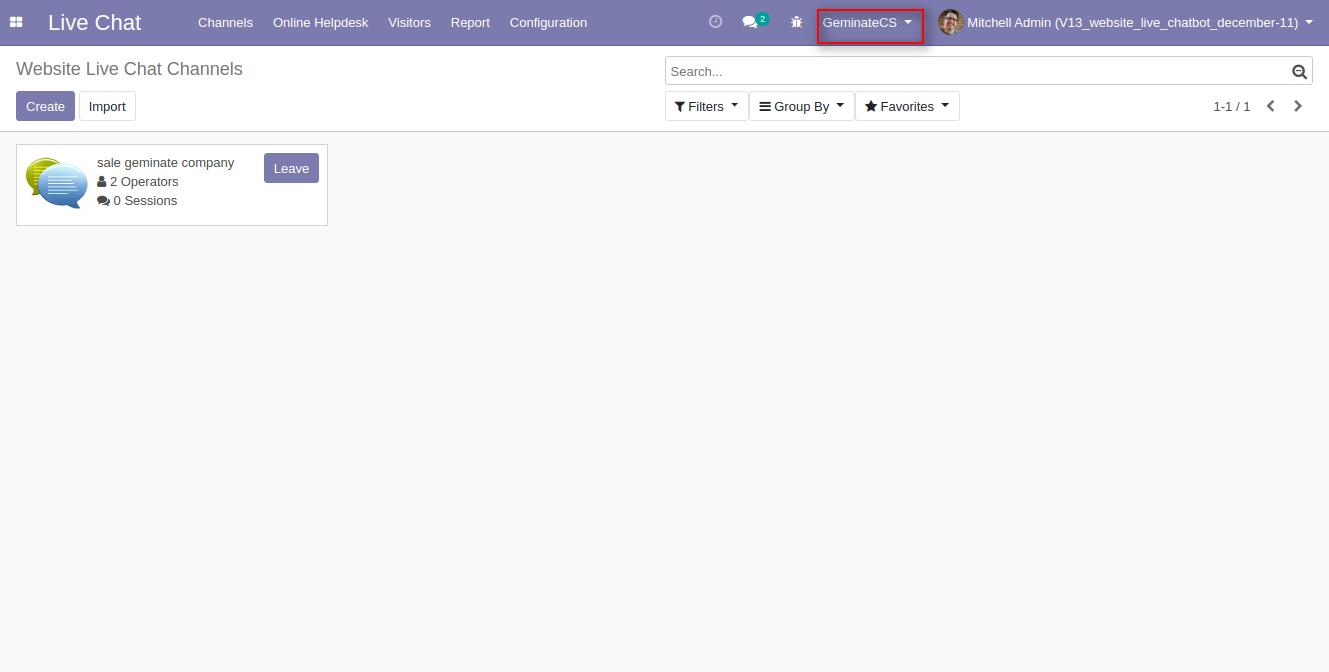 Live Chat Channels Online Helpdesk Visitors Report Configuration 2 GeminateCS Mitchell Admin (V13_website_live_chatbot_december-11)
Website Live Chat Channels
Search...
Create Import Filters Group By Favorites 1-1 / 1
sale geminate company
Leave
2 Operators
0 Sessions